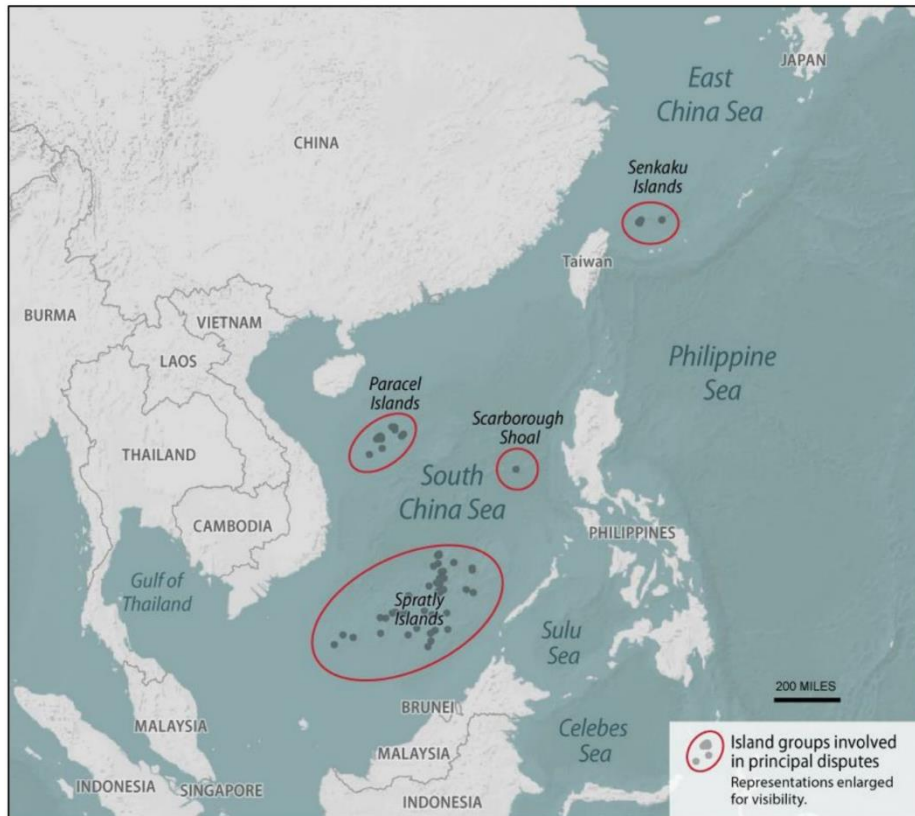 JAPAN
East
China Sea
CHINA
Senkaku
Islands
Taiwan
BURMA
VIETNAM
LAOS
Philippine
Sea
Paracel
Islands
Scarborough
Shoal
THAILAND
South
China Sea
CAMBODIA
PHILIPPINES
Gulf of
Thailand
Spratly
Islands
Sulu
Sea
200 MILES
BRUNEI
MALAYSIA
Celebes
Sea
MALAYSIA
INDONESIA
SINGAPORE
INDONESIA
Island groups involved
in principal disputes
Representations enlarged
for visibility.